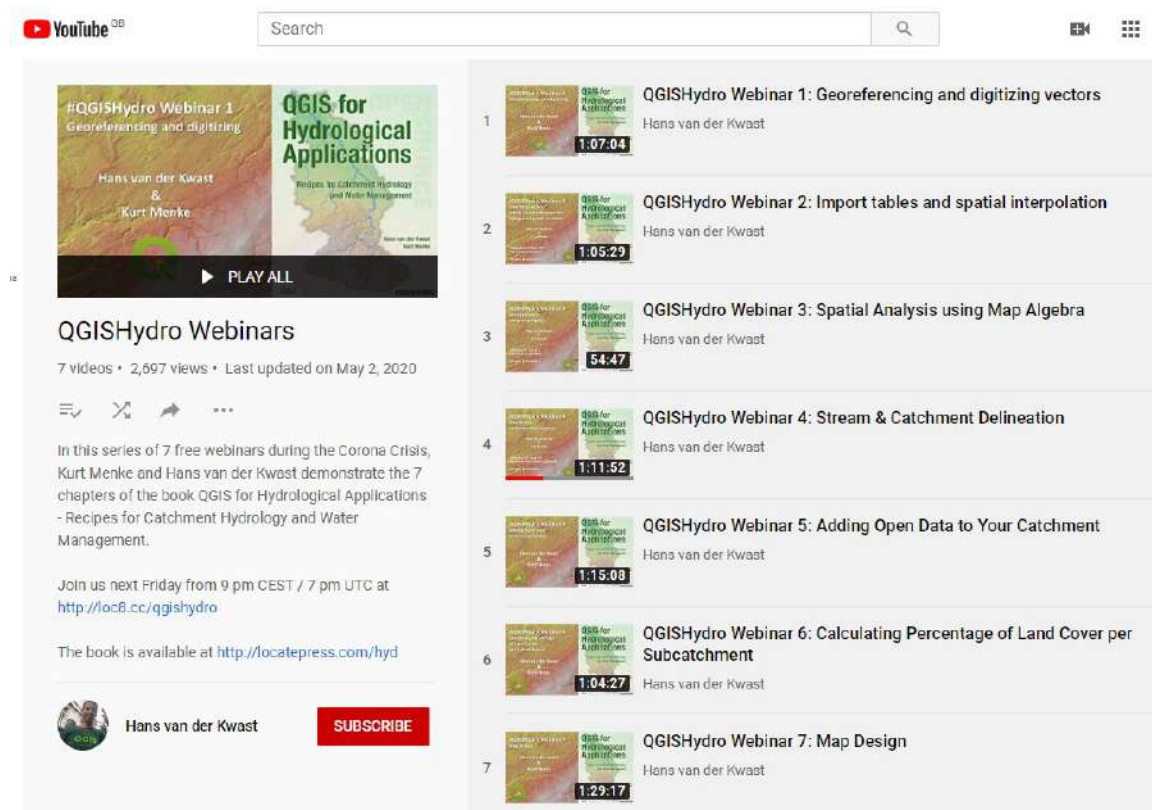 YouTube GB
Search
#QGISHydro Webinar 1
Georeferencing and digitizing
Hans van der Kwast
&
Kurt Menke
QGIS for
Hydrological
Applications
Recipes for Catchment Hydrology
and Water Management
Hans van der Kwast
Kurt Menke
PLAY ALL
QGISHydro Webinars
7 videos • 2,697 views • Last updated on May 2, 2020
In this series of 7 free webinars during the Corona Crisis,
Kurt Menke and Hans van der Kwast demonstrate the 7
chapters of the book QGIS for Hydrological Applications
- Recipes for Catchment Hydrology and Water
Management.
Join us next Friday from 9 pm CEST / 7 pm UTC at
http://loc8.cc/qgishydro
The book is available at http://locatepress.com/hyd
Hans van der Kwast
SUBSCRIBE
1
1:07:04
QGISHydro Webinar 1: Georeferencing and digitizing vectors
Hans van der Kwast
2
1:05:29
QGISHydro Webinar 2: Import tables and spatial interpolation
Hans van der Kwast
3
54:47
QGISHydro Webinar 3: Spatial Analysis using Map Algebra
Hans van der Kwast
4
1:11:52
QGISHydro Webinar 4: Stream & Catchment Delineation
Hans van der Kwast
5
1:15:08
QGISHydro Webinar 5: Adding Open Data to Your Catchment
Hans van der Kwast
6
1:04:27
QGISHydro Webinar 6: Calculating Percentage of Land Cover per
Subcatchment
Hans van der Kwast
7
1:29:17
QGISHydro Webinar 7: Map Design
Hans van der Kwast